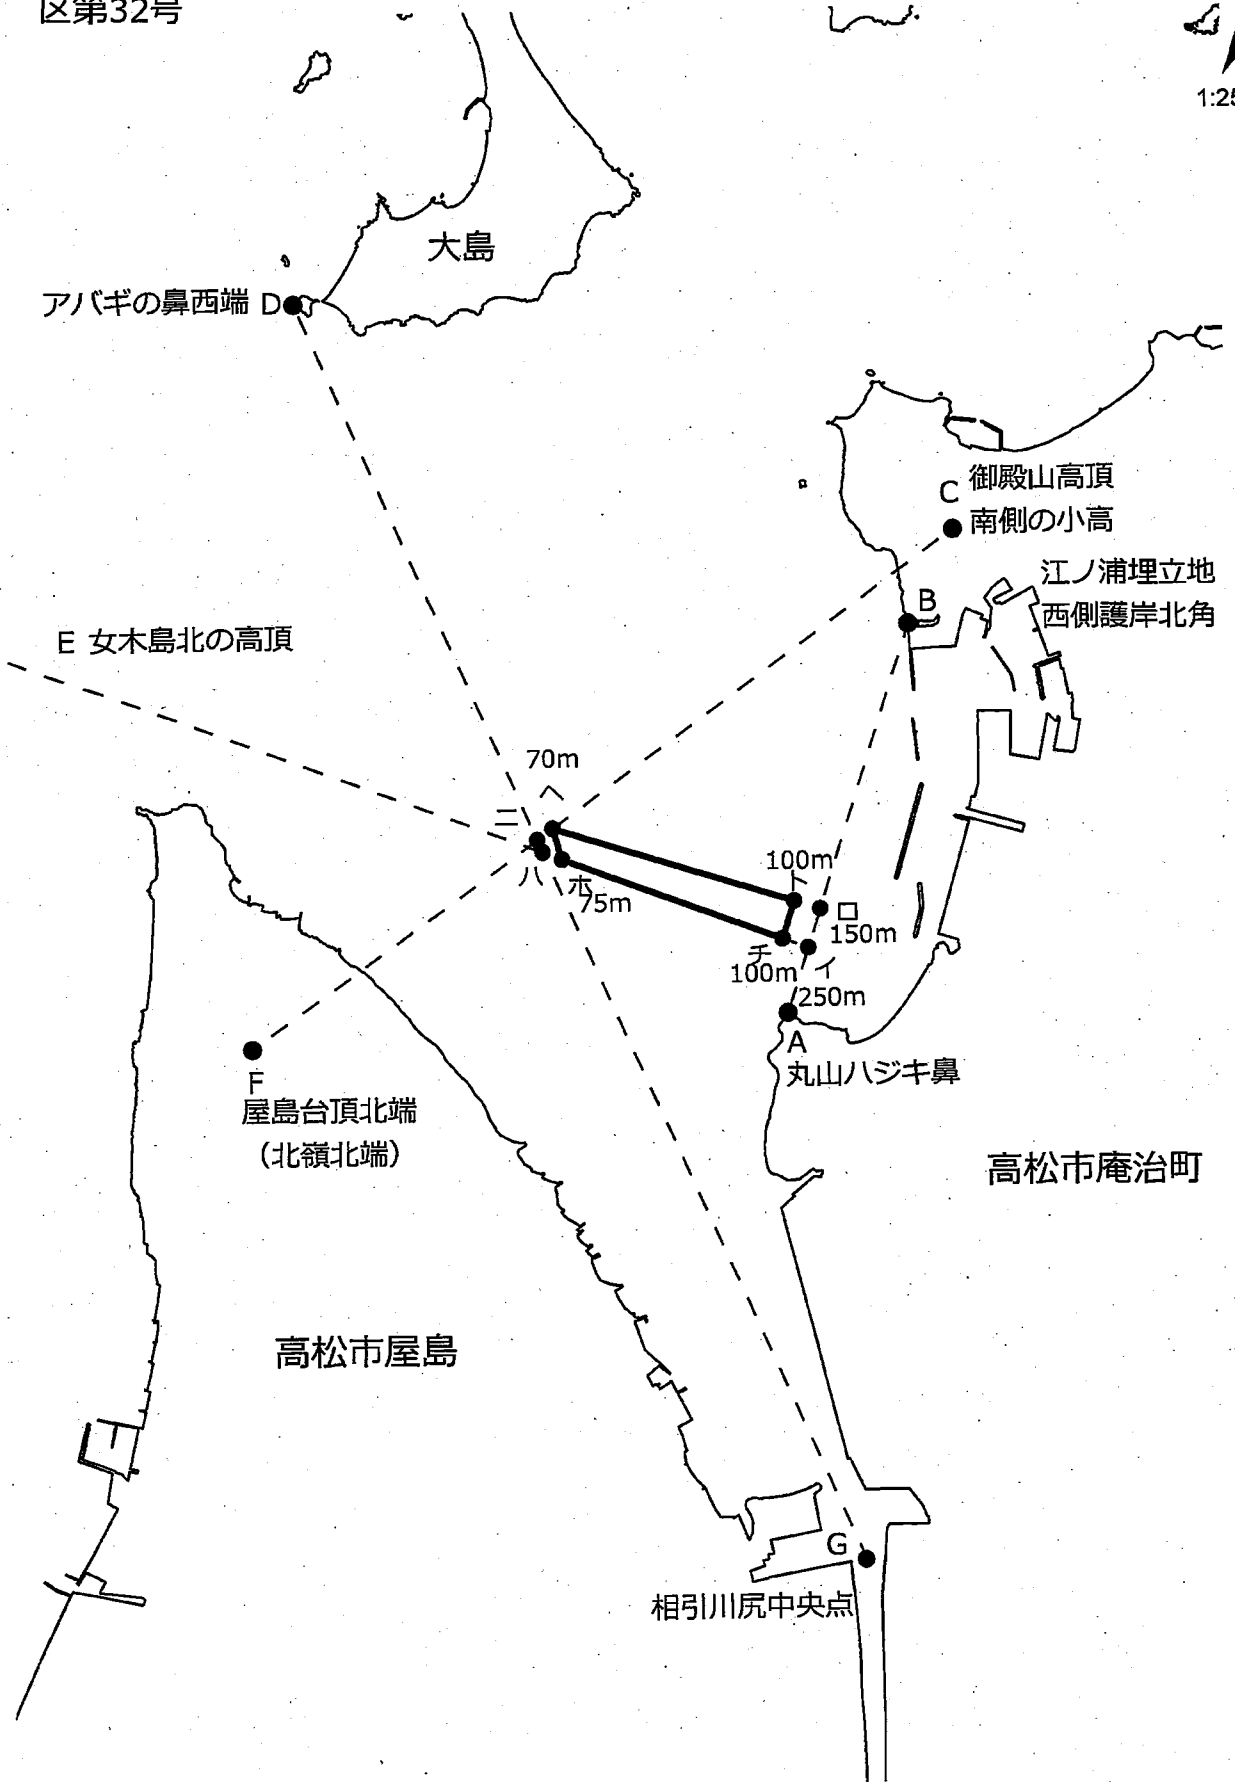 区第32号
1:25
大島
アバギの鼻西端 D
御殿山高頂
C
南側の小高
江ノ浦埋立地
B
西側護岸北角
E 女木島北の高頂
70m
ヘ
ニ
ハ
ホ
75m
100m
ト
ロ
150m
チ
100m
イ
250m
A
丸山ハジキ鼻
F
屋島台頂北端
（北嶺北端）
高松市庵治町
高松市屋島
G
相引川尻中央点